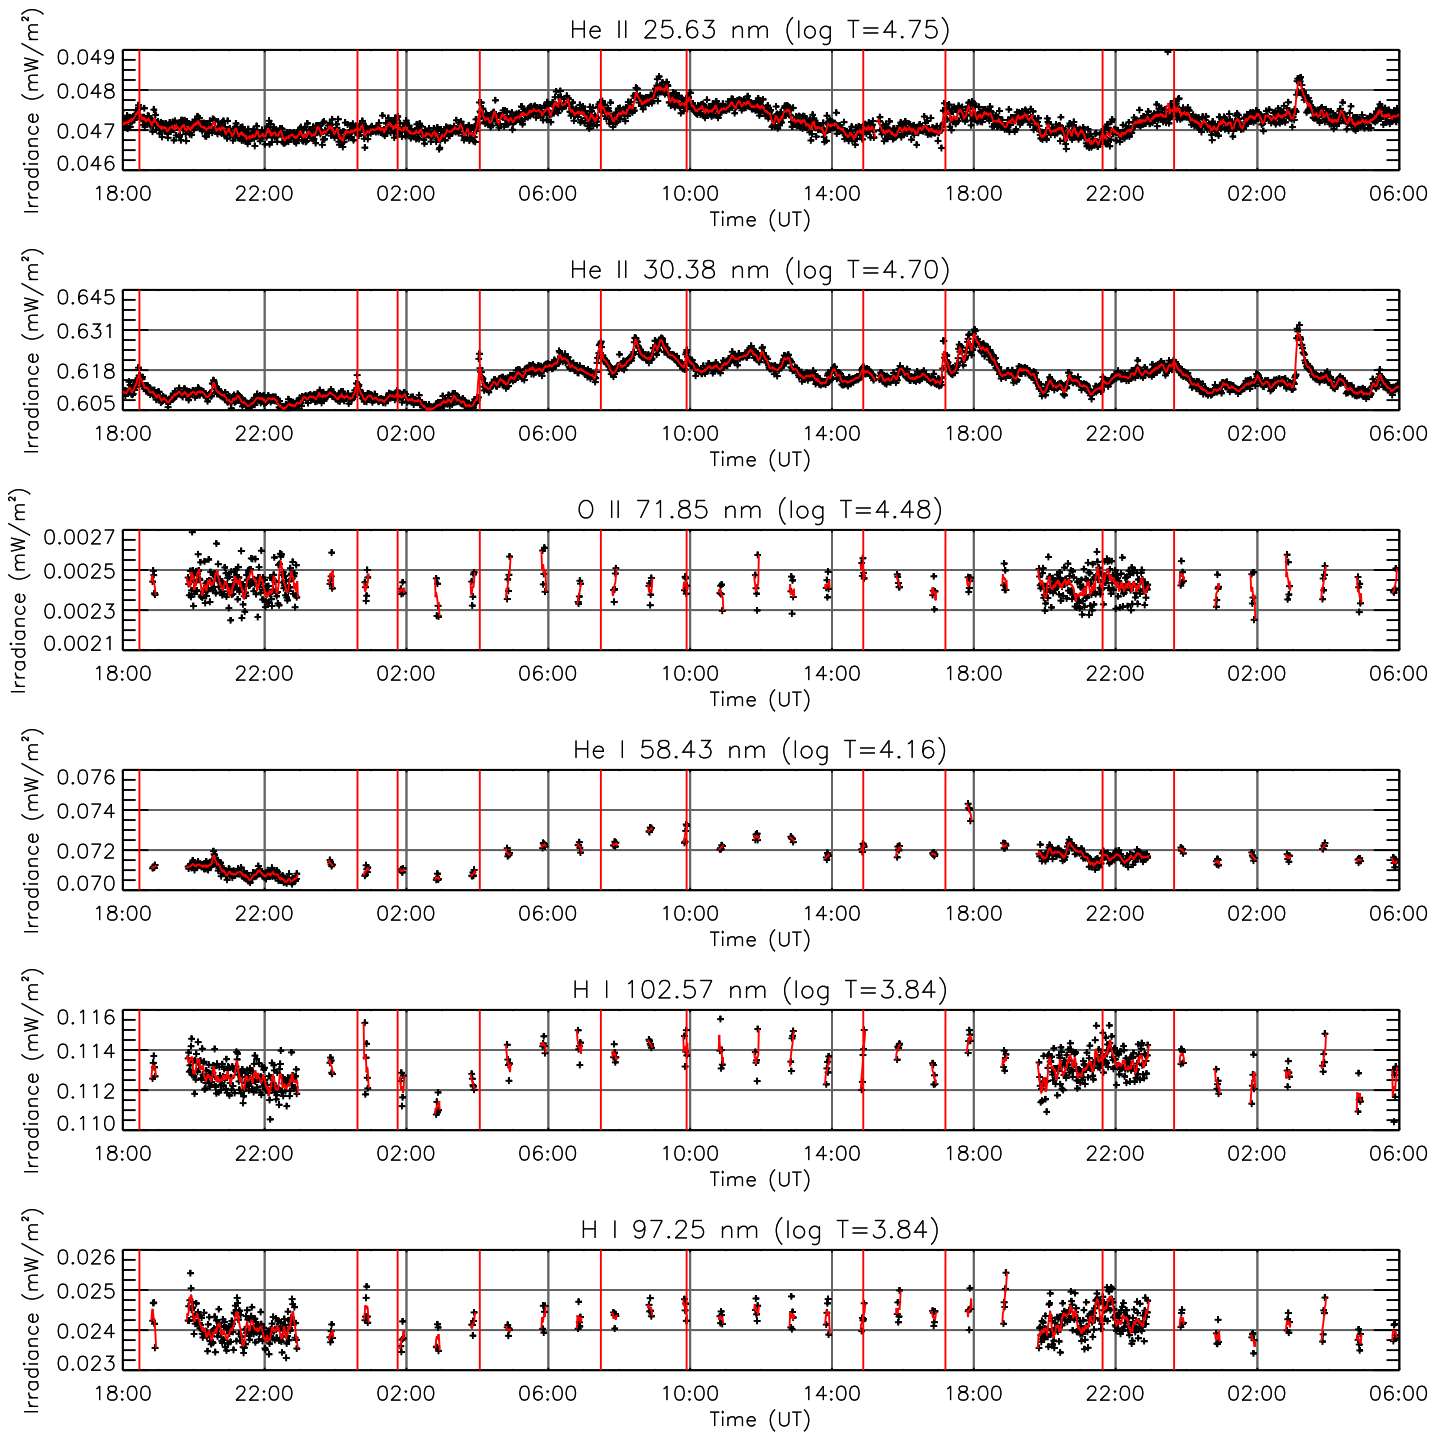 He II 25.63 nm (log T=4.75)
Irradiance (mW/m²)
0.049
0.048
0.047
0.046
18:00 22:00 02:00 06:00 10:00 14:00 18:00 22:00 02:00 06:00
Time (UT)
He II 30.38 nm (log T=4.70)
Irradiance (mW/m²)
0.645
0.631
0.618
0.605
18:00 22:00 02:00 06:00 10:00 14:00 18:00 22:00 02:00 06:00
Time (UT)
O II 71.85 nm (log T=4.48)
Irradiance (mW/m²)
0.0027
0.0025
0.0023
0.0021
18:00 22:00 02:00 06:00 10:00 14:00 18:00 22:00 02:00 06:00
Time (UT)
He I 58.43 nm (log T=4.16)
Irradiance (mW/m²)
0.076
0.074
0.072
0.070
18:00 22:00 02:00 06:00 10:00 14:00 18:00 22:00 02:00 06:00
Time (UT)
H I 102.57 nm (log T=3.84)
Irradiance (mW/m²)
0.116
0.114
0.112
0.110
18:00 22:00 02:00 06:00 10:00 14:00 18:00 22:00 02:00 06:00
Time (UT)
H I 97.25 nm (log T=3.84)
Irradiance (mW/m²)
0.026
0.025
0.024
0.023
18:00 22:00 02:00 06:00 10:00 14:00 18:00 22:00 02:00 06:00
Time (UT)